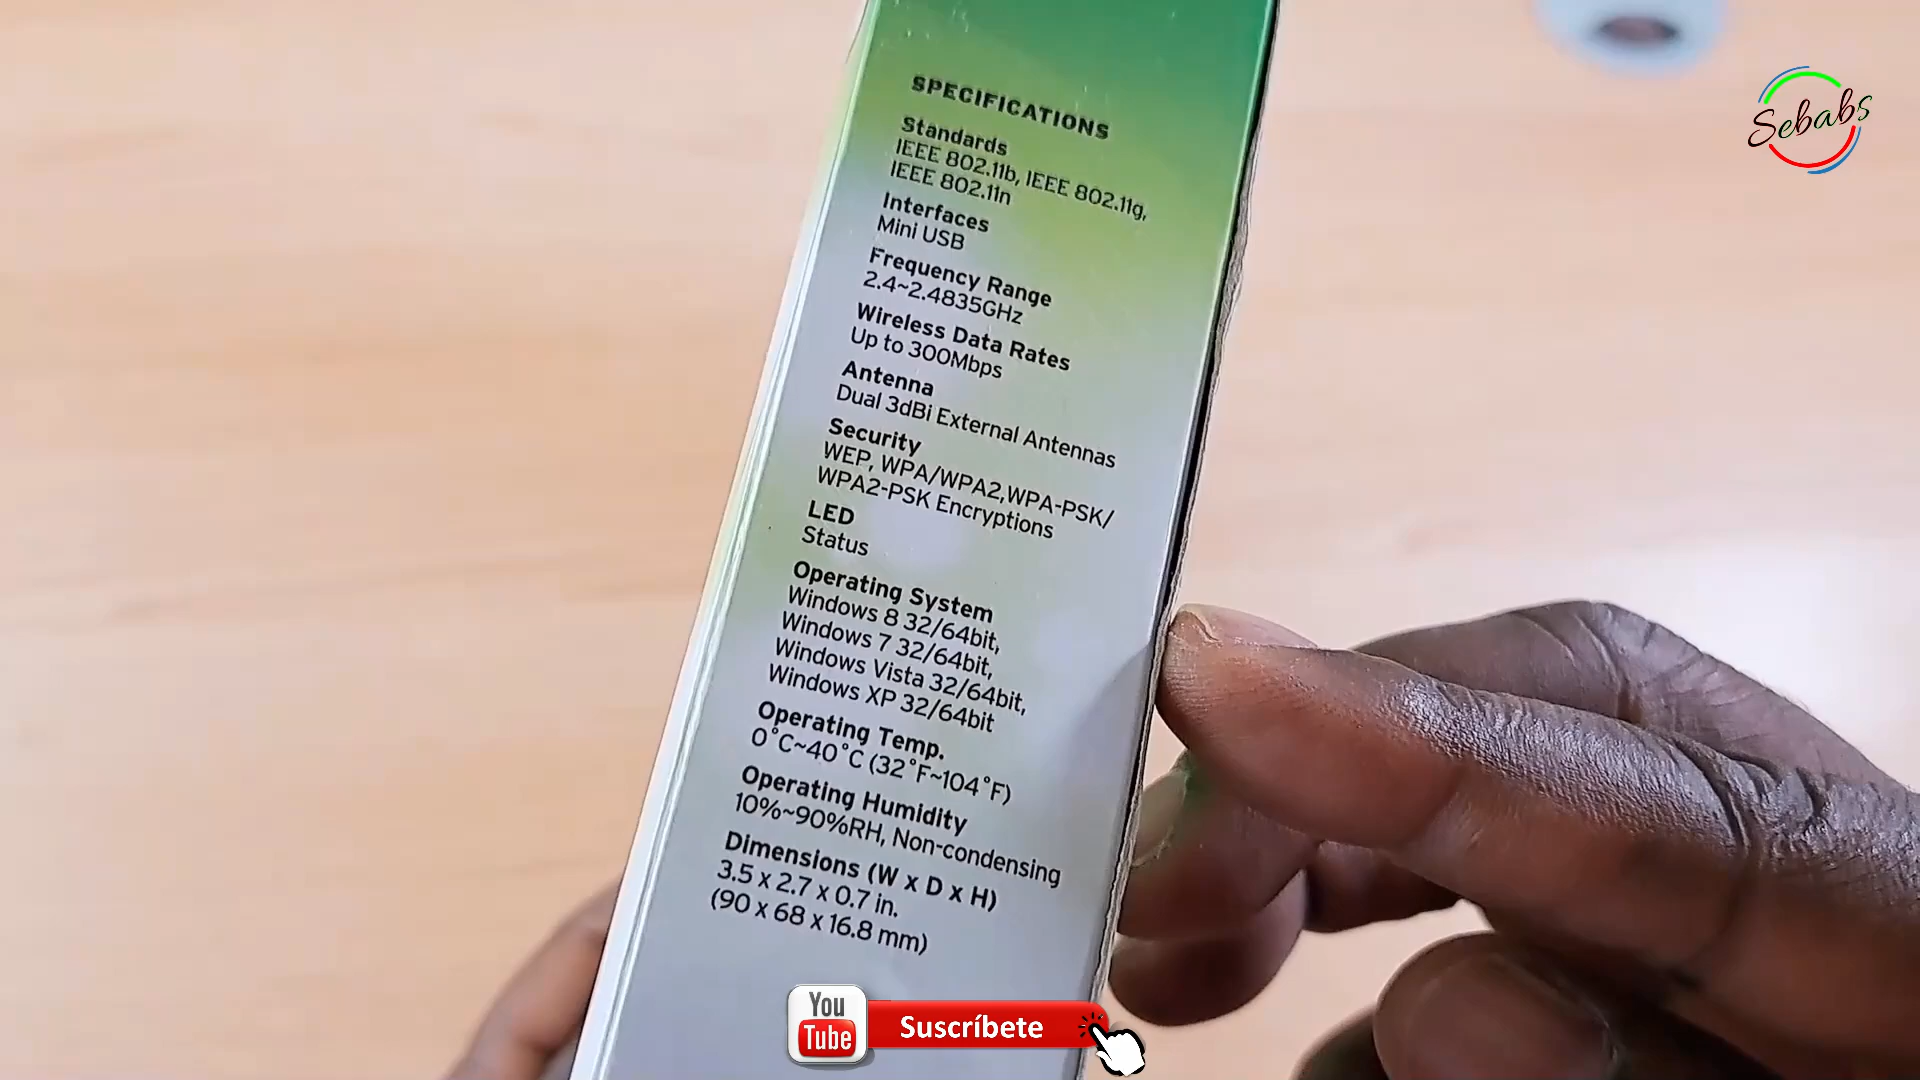 SPECIFICATIONS
Standards
IEEE 802.11b, IEEE 802.11g,
IEEE 802.11n
Interfaces
Mini USB
Frequency Range
2.4~2.4835GHz
Wireless Data Rates
Up to 300Mbps
Antenna
Dual 3dBi External Antennas
Security
WEP, WPA/WPA2,WPA-PSK/
WPA2-PSK Encryptions
LED
Status
Operating System
Windows 8 32/64bit,
Windows 7 32/64bit,
Windows Vista 32/64bit,
Windows XP 32/64bit
Operating Temp.
0°C~40°C (32°F~104°F)
Operating Humidity
10%~90%RH, Non-condensing
Dimensions (W x D x H)
3.5 x 2.7 x 0.7 in.
(90 x 68 x 16.8 mm)
Sebabs
You
Tube
Suscríbete